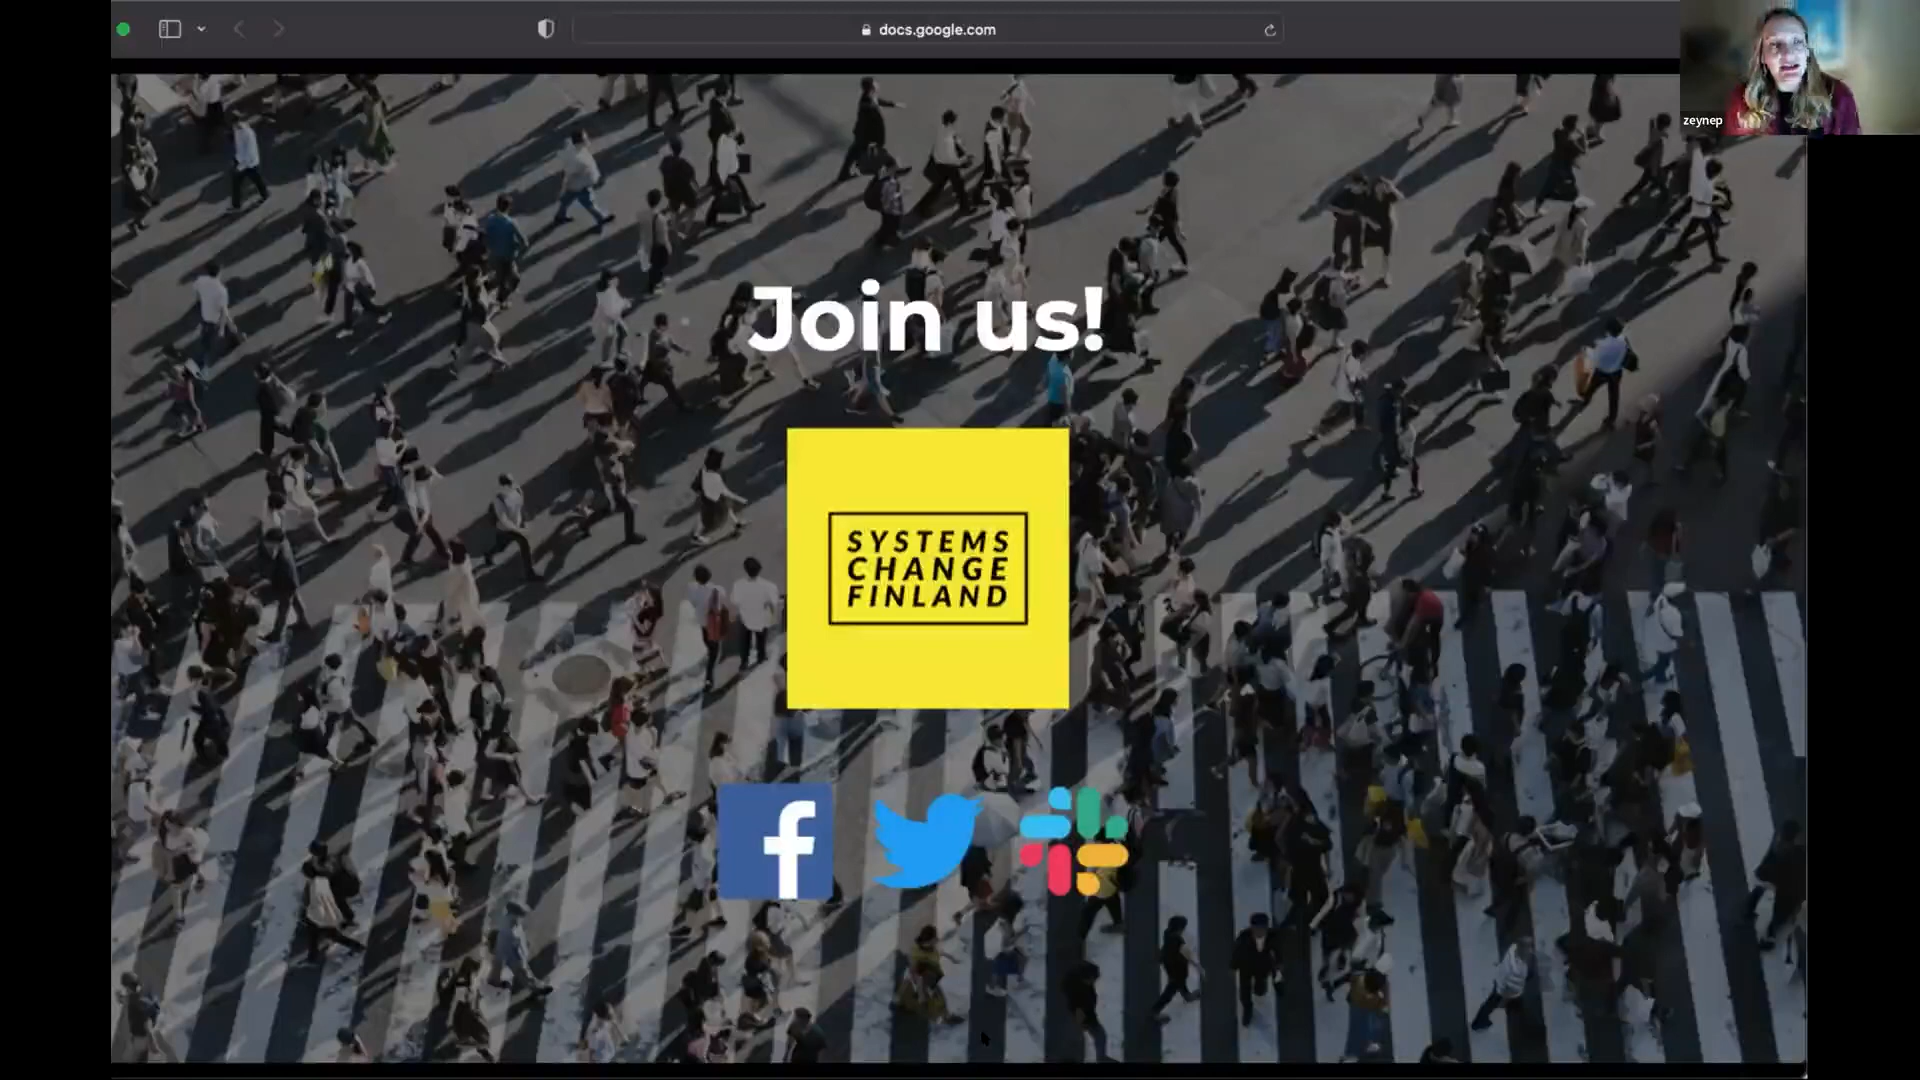 docs.google.com
zeynep
Join us!
SYSTEMS
CHANGE
FINLAND